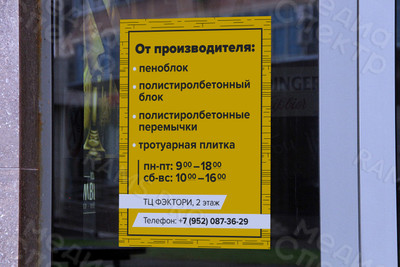 От производителя:
• пеноблок
• полистиролбетонный
блок
• полистиролбетонные
перемычки
• тротуарная плитка
пн-пт: 9⁰⁰–18⁰⁰
сб-вс: 10⁰⁰–16⁰⁰
ТЦ ФЭКТОРИ, 2 этаж
Телефон: +7 (952) 087-36-29